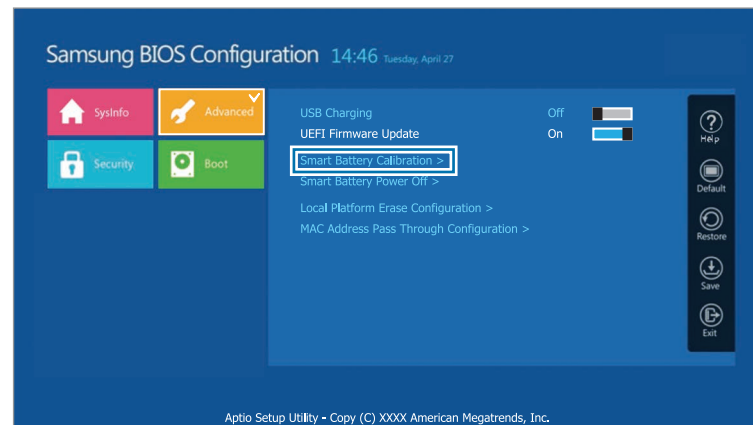 Samsung BIOS Configuration 14:46 Tuesday, April 27
SysInfo
Advanced
Security
Boot
USB Charging Off
UEFI Firmware Update On
Smart Battery Calibration >
Smart Battery Power Off >
Local Platform Erase Configuration >
MAC Address Pass Through Configuration >
Help
Default
Restore
Save
Exit
Aptio Setup Utility - Copy (C) XXXX American Megatrends, Inc.